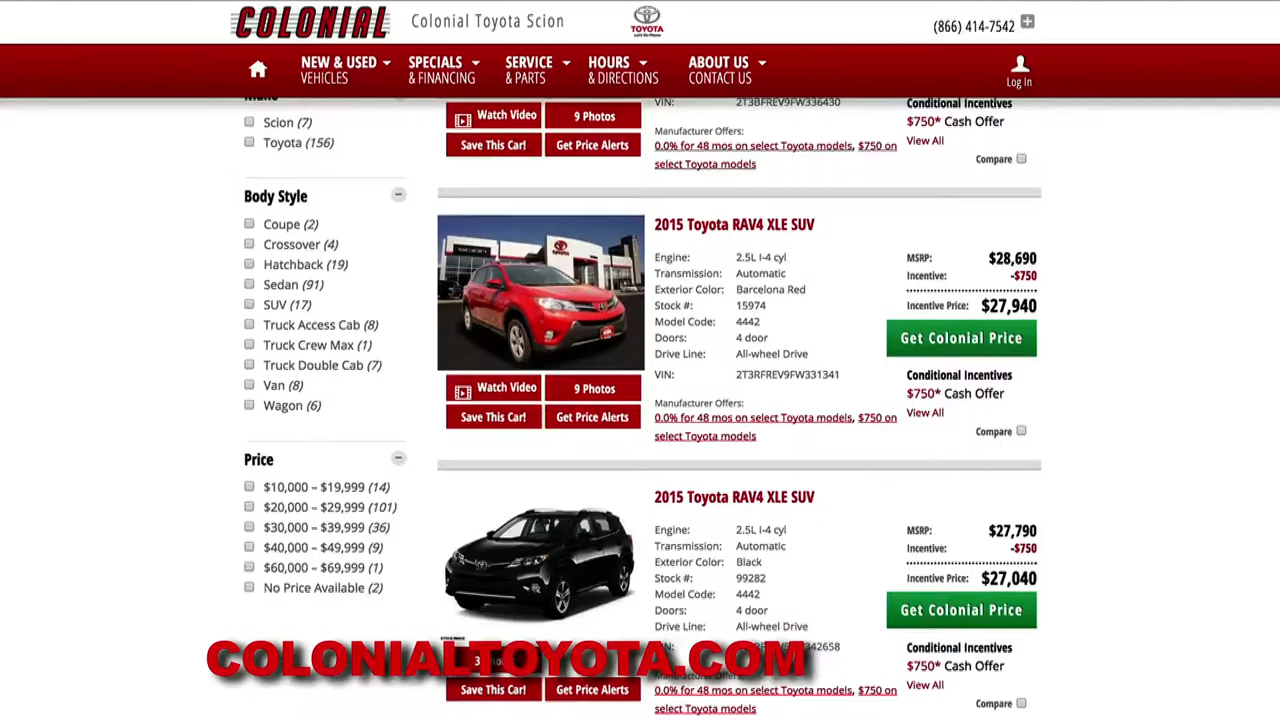 COLONIAL
Colonial Toyota Scion
TOYOTA
(866) 414-7542
NEW & USED
VEHICLES
SPECIALS
& FINANCING
SERVICE
& PARTS
HOURS
& DIRECTIONS
ABOUT US
CONTACT US
Log In
Scion (7)
Toyota (156)
Body Style
Coupe (2)
Crossover (4)
Hatchback (19)
Sedan (91)
SUV (17)
Truck Access Cab (8)
Truck Crew Max (1)
Truck Double Cab (7)
Van (8)
Wagon (6)
Price
$10,000 – $19,999 (14)
$20,000 – $29,999 (101)
$30,000 – $39,999 (36)
$40,000 – $49,999 (9)
$60,000 – $69,999 (1)
No Price Available (2)
Watch Video
9 Photos
Save This Car!
Get Price Alerts
VIN: 2T3BFREV9FW336430
Manufacturer Offers:
0.0% for 48 mos on select Toyota models, $750 on
select Toyota models
Conditional Incentives
$750* Cash Offer
View All
Compare
2015 Toyota RAV4 XLE SUV
Engine: 2.5L I-4 cyl
Transmission: Automatic
Exterior Color: Barcelona Red
Stock #: 15974
Model Code: 4442
Doors: 4 door
Drive Line: All-wheel Drive
VIN: 2T3RFREV9FW331341
Manufacturer Offers:
0.0% for 48 mos on select Toyota models, $750 on
select Toyota models
MSRP: $28,690
Incentive: -$750
Incentive Price: $27,940
Get Colonial Price
Conditional Incentives
$750* Cash Offer
View All
Compare
Watch Video
9 Photos
Save This Car!
Get Price Alerts
2015 Toyota RAV4 XLE SUV
Engine: 2.5L I-4 cyl
Transmission: Automatic
Exterior Color: Black
Stock #: 99282
Model Code: 4442
Doors: 4 door
Drive Line: All-wheel Drive
0.0% for 48 mos on select Toyota models, $750 on
select Toyota models
MSRP: $27,790
Incentive: -$750
Incentive Price: $27,040
Get Colonial Price
Conditional Incentives
$750* Cash Offer
View All
Compare
COLONIALTOYOTA.COM
Save This Car!
Get Price Alerts